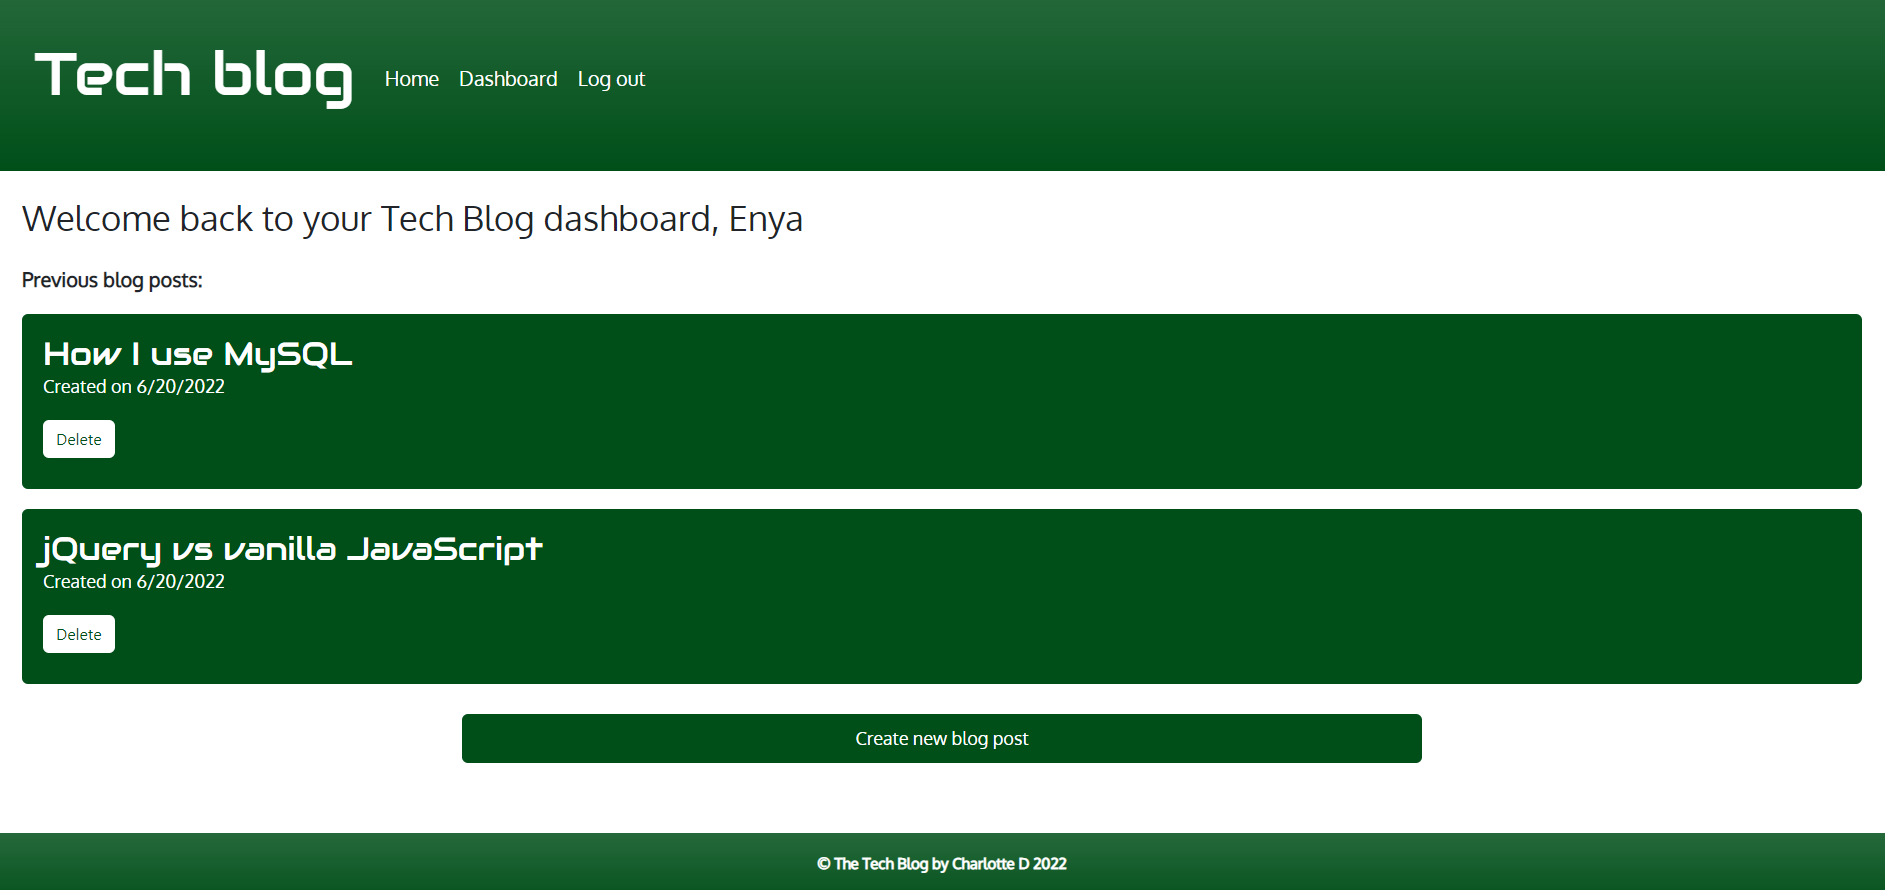 Tech blog
Home Dashboard Log out
Welcome back to your Tech Blog dashboard, Enya
Previous blog posts:
How I use MySQL
Created on 6/20/2022
Delete
jQuery vs vanilla JavaScript
Created on 6/20/2022
Delete
Create new blog post
© The Tech Blog by Charlotte D 2022